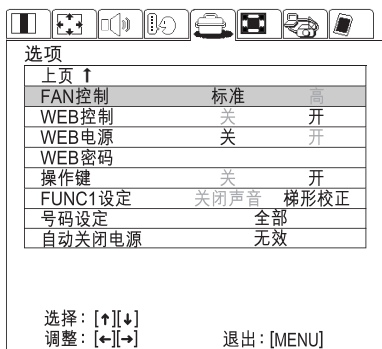 选项
上页 ↑
FAN控制 标准 高
WEB控制 关 开
WEB电源 关 开
WEB密码
操作键 关 开
FUNC1设定 关闭声音 梯形校正
号码设定 全部
自动关闭电源 无效
选择：[↑][↓]
调整：[←][→] 退出：[MENU]